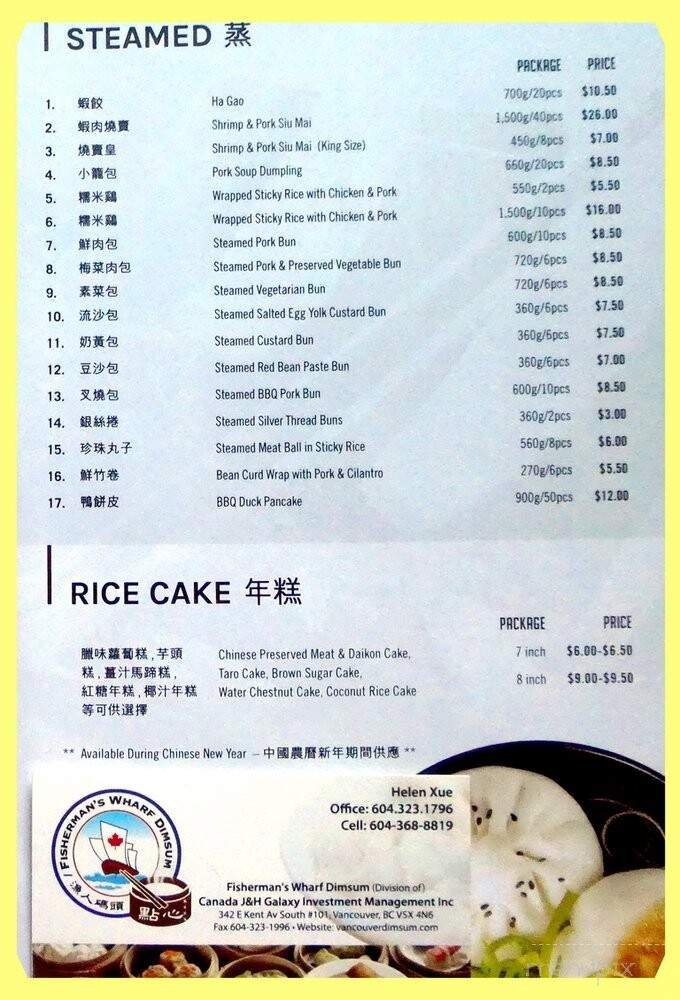 STEAMED 蒸
PACKAGE PRICE
1. 蝦餃 Ha Gao 700g/20pcs $10.50
2. 蝦肉燒賣 Shrimp & Pork Siu Mai 1,500g/40pcs $26.00
3. 燒賣皇 Shrimp & Pork Siu Mai (King Size) 450g/8pcs $7.00
4. 小籠包 Pork Soup Dumpling 660g/20pcs $8.50
5. 糯米鷄 Wrapped Sticky Rice with Chicken & Pork 550g/2pcs $5.50
6. 糯米鷄 Wrapped Sticky Rice with Chicken & Pork 1,500g/10pcs $16.00
7. 鮮肉包 Steamed Pork Bun 600g/10pcs $8.50
8. 梅菜肉包 Steamed Pork & Preserved Vegetable Bun 720g/6pcs $8.50
9. 素菜包 Steamed Vegetarian Bun 720g/6pcs $8.50
10. 流沙包 Steamed Salted Egg Yolk Custard Bun 360g/6pcs $7.50
11. 奶黃包 Steamed Custard Bun 360g/6pcs $7.50
12. 豆沙包 Steamed Red Bean Paste Bun 360g/6pcs $7.00
13. 叉燒包 Steamed BBQ Pork Bun 600g/10pcs $8.50
14. 銀絲捲 Steamed Silver Thread Buns 360g/2pcs $3.00
15. 珍珠丸子 Steamed Meat Ball in Sticky Rice 560g/8pcs $6.00
16. 鮮竹卷 Bean Curd Wrap with Pork & Cilantro 270g/6pcs $5.50
17. 鴨餅皮 BBQ Duck Pancake 900g/50pcs $12.00
RICE CAKE 年糕
PACKAGE PRICE
臘味蘿蔔糕,芋頭 Chinese Preserved Meat & Daikon Cake, 7 inch $6.00-$6.50
糕,薑汁馬蹄糕, Taro Cake, Brown Sugar Cake,
紅糖年糕,椰汁年糕 Water Chestnut Cake, Coconut Rice Cake 8 inch $9.00-$9.50
等可供選擇
** Available During Chinese New Year – 中國農曆新年期間供應 **
FISHERMAN'S WHARF DIMSUM
漁人碼頭
點心
Helen Xue
Office: 604.323.1796
Cell: 604-368-8819
Fisherman's Wharf Dimsum (Division of)
Canada J&H Galaxy Investment Management Inc
342 E Kent Av South #101, Vancouver, BC V5X 4N6
Fax 604-323-1996 • Website: vancouverdimsum.com